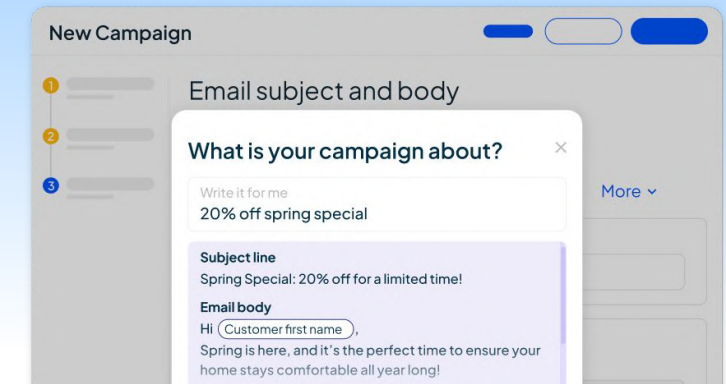 New Campaign
1
Email subject and body
2
What is your campaign about?
3
Write it for me
More
20% off spring special
Subject line
Spring Special: 20% off for a limited time!
Email body
Hi Customer first name,
Spring is here, and it's the perfect time to ensure your
home stays comfortable all year long!